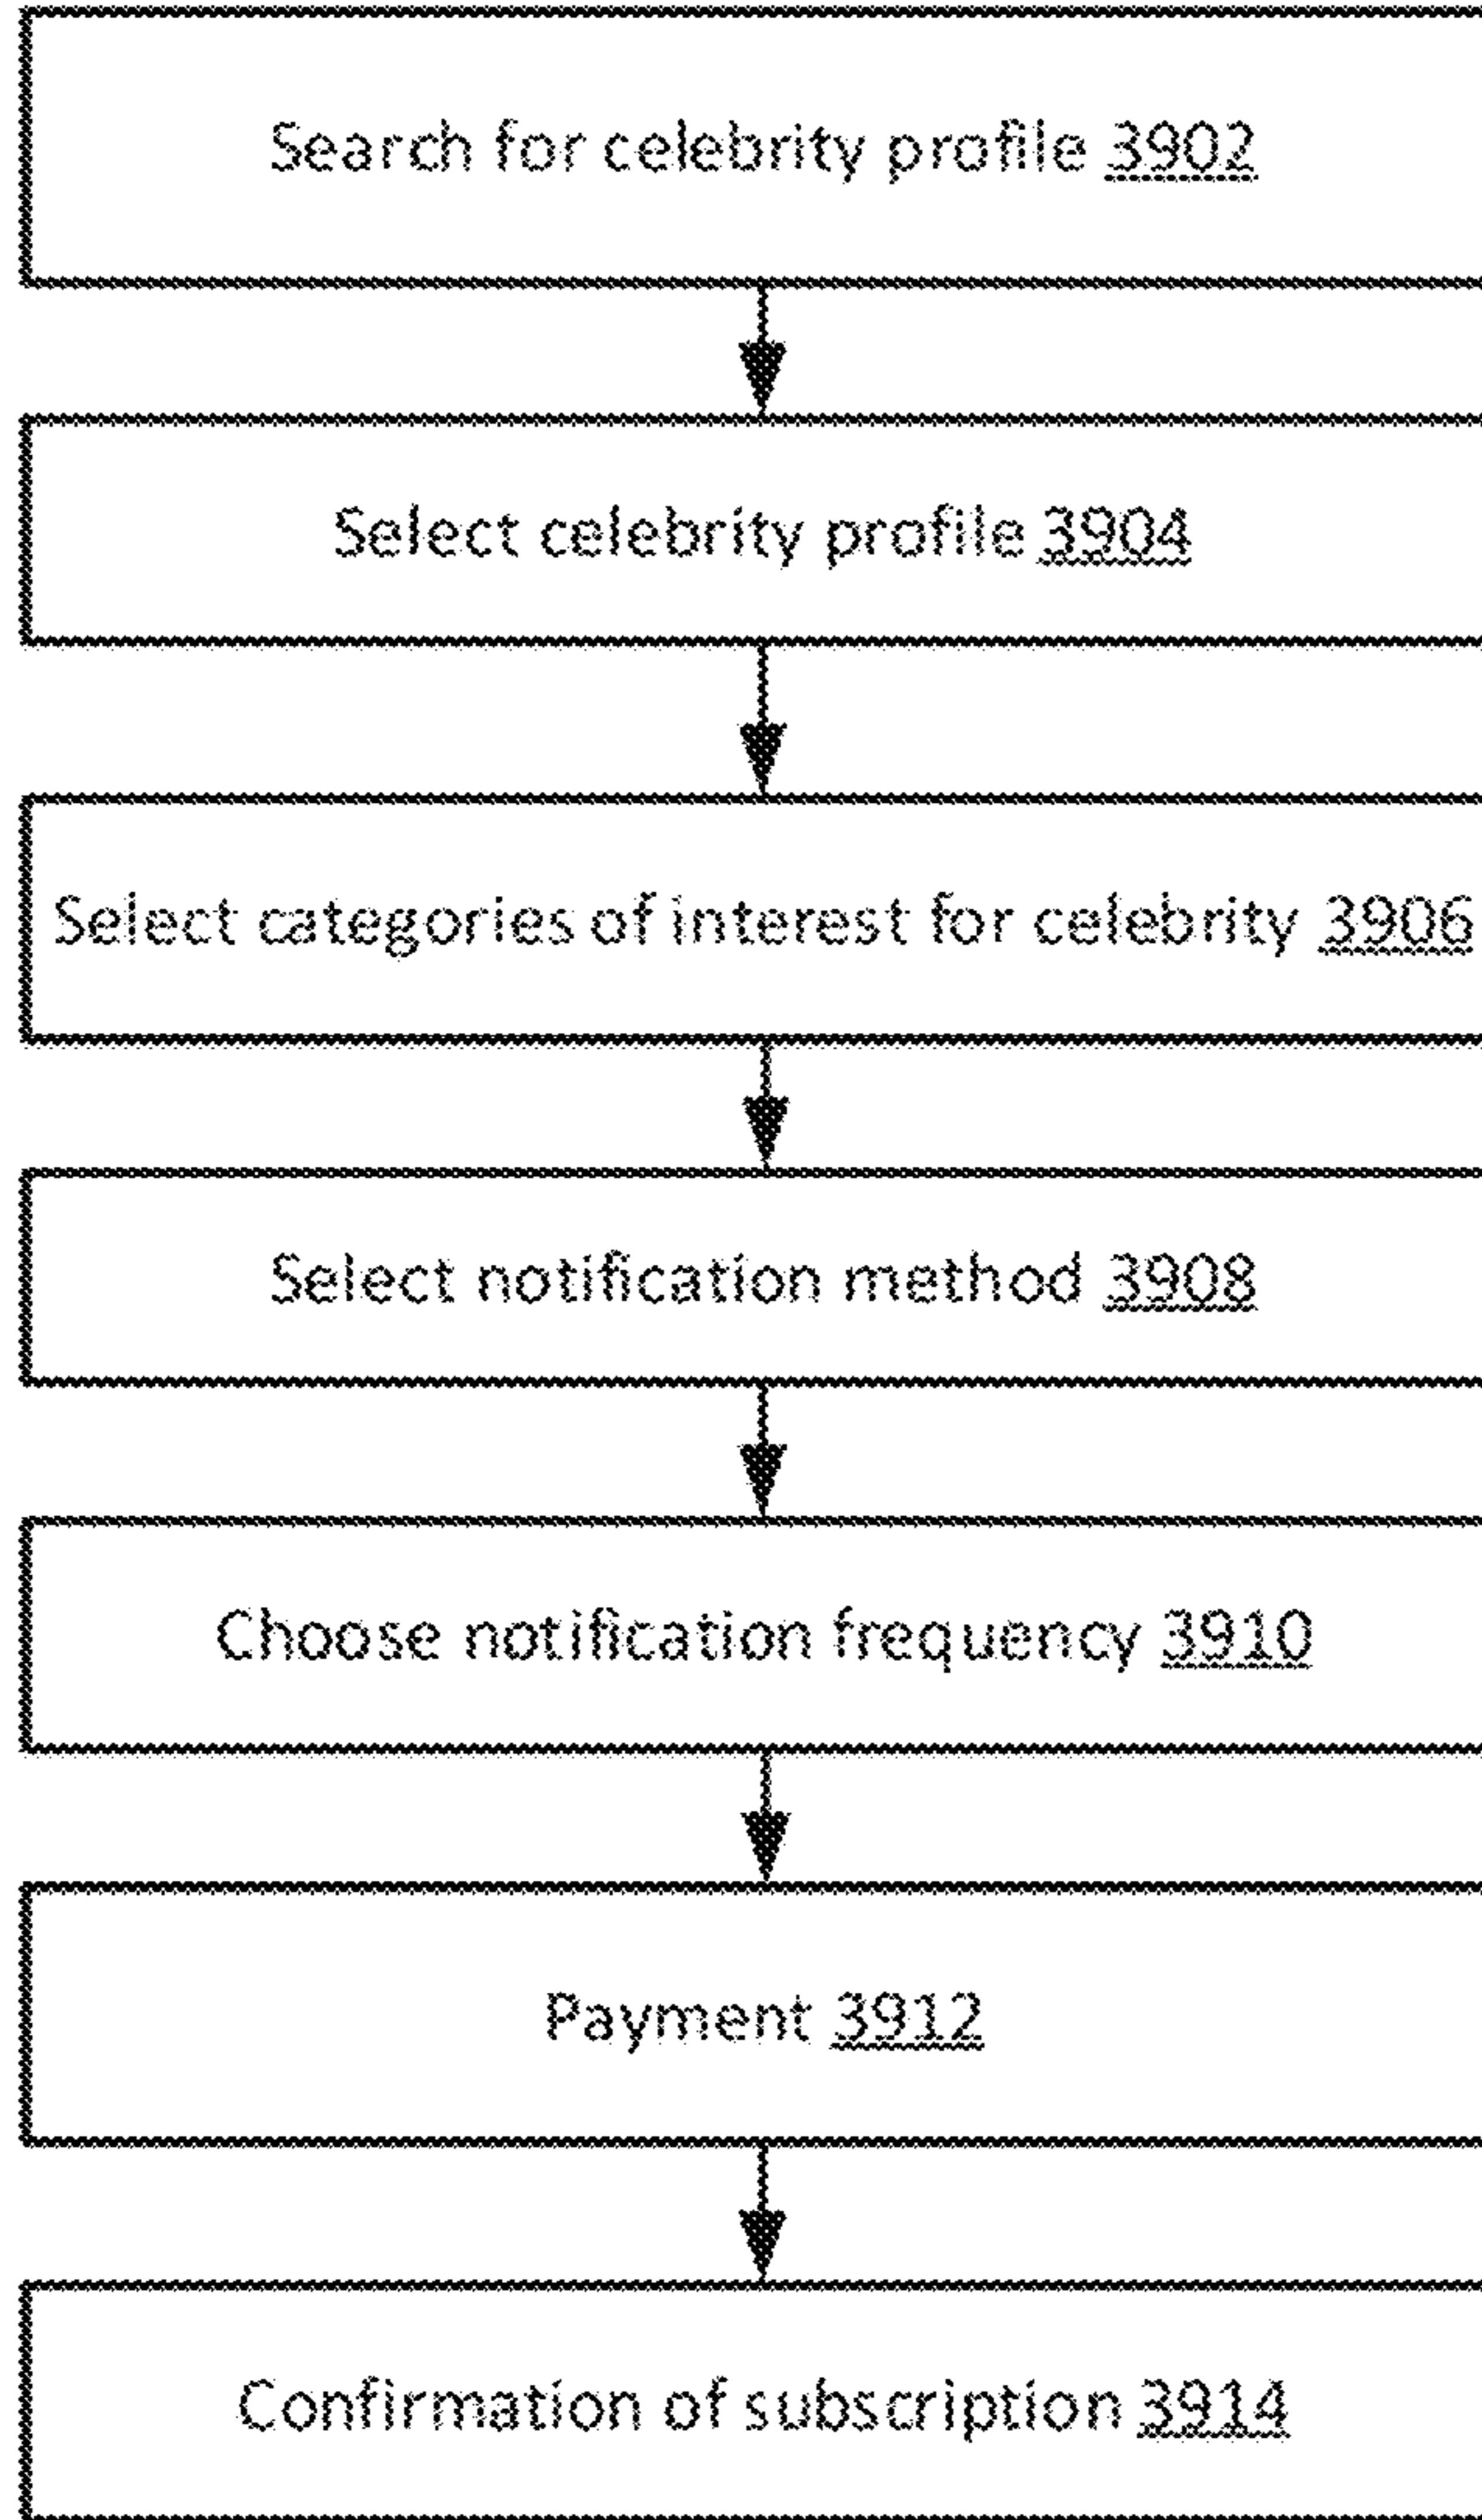 Search for celebrity profile 3902
Select celebrity profile 3904
Select categories of interest for celebrity 3906
Select notification method 3908
Choose notification frequency 3910
Payment 3912
Confirmation of subscription 3914